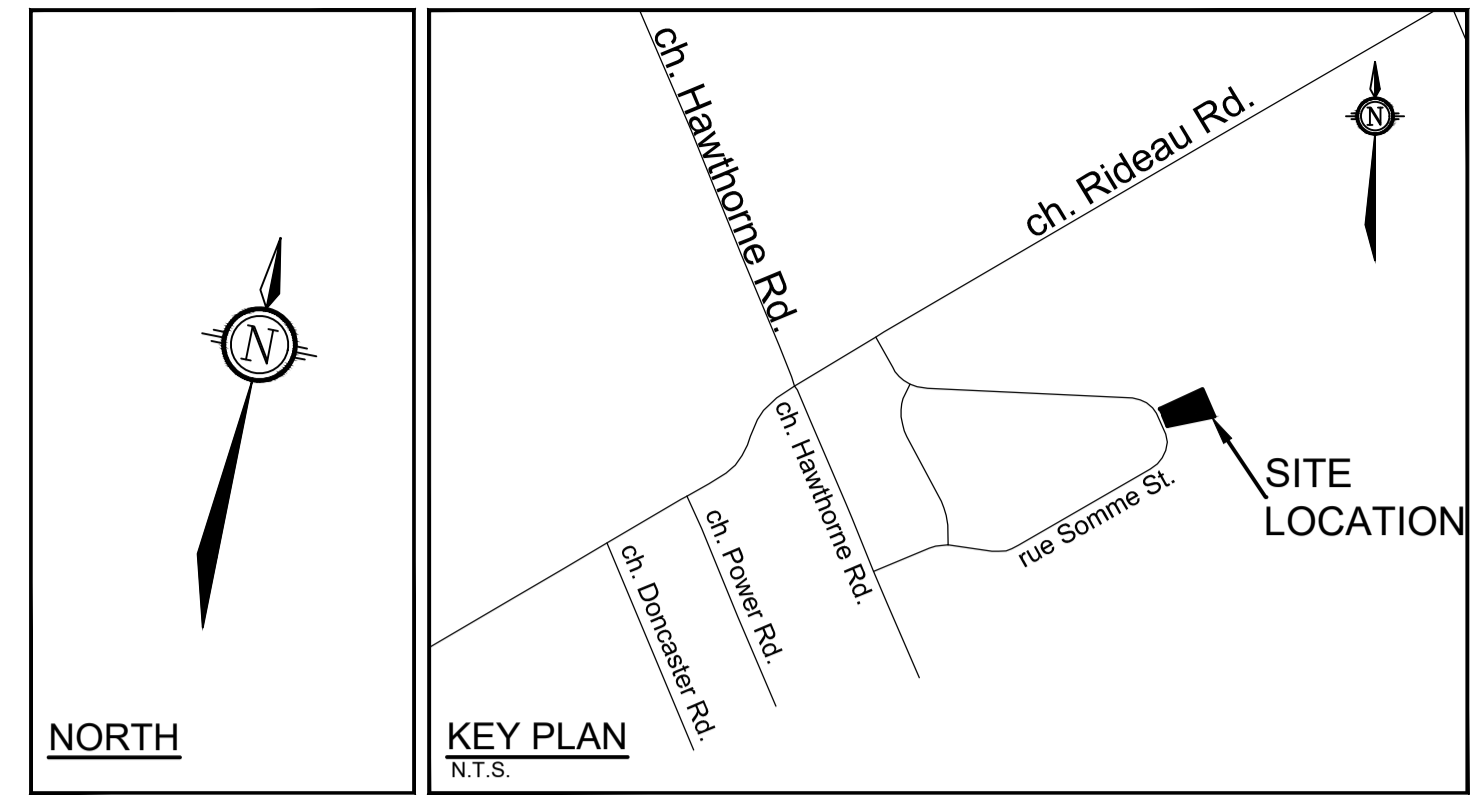 N
NORTH
ch. Hawthorne Rd.
ch. Rideau Rd.
N
ch. Hawthorne Rd.
SITE
LOCATION
rue Somme St.
ch. Power Rd.
ch. Doncaster Rd.
KEY PLAN
N.T.S.